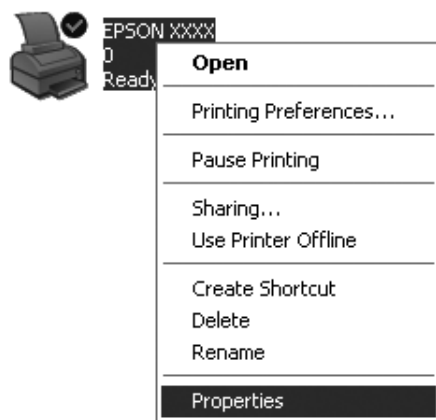 EPSON XXXX
0
Ready
Open
Printing Preferences...
Pause Printing
Sharing...
Use Printer Offline
Create Shortcut
Delete
Rename
Properties